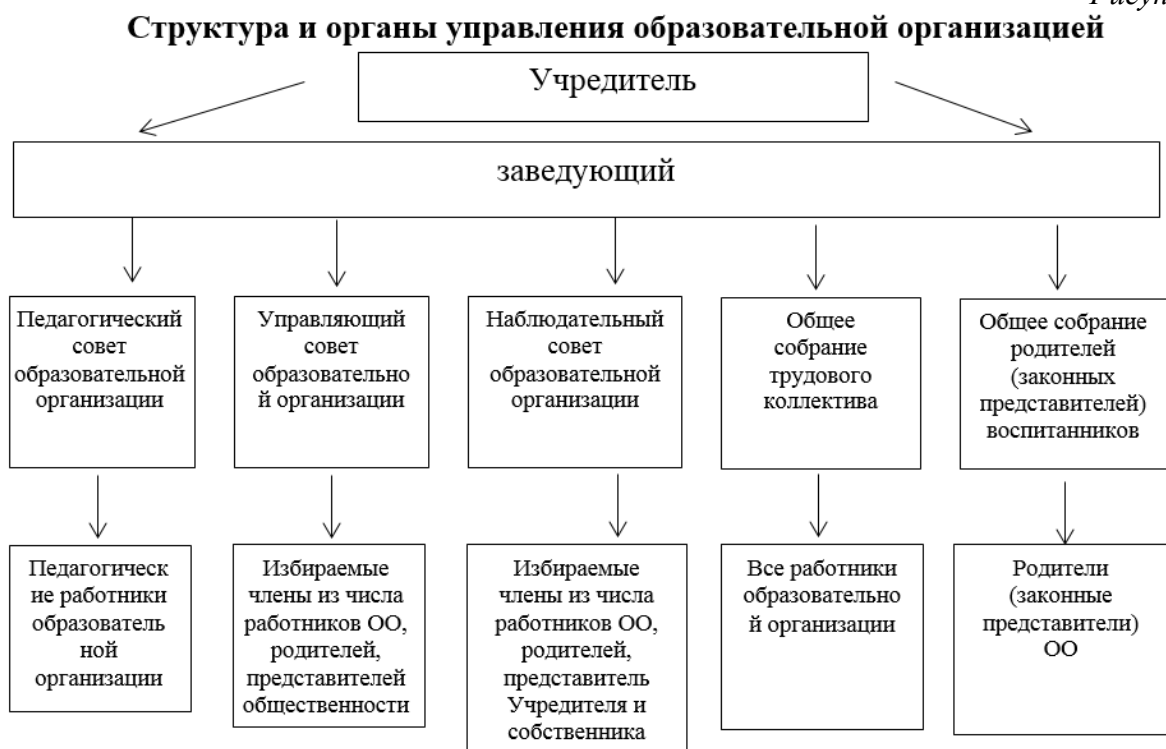 Структура и органы управления образовательной организацией
Учредитель
заведующий
Педагогический
совет
образовательной
организации
Управляющий
совет
образовательно
й организации
Наблюдательный
совет
образовательной
организации
Общее
собрание
трудового
коллектива
Общее собрание
родителей
(законных
представителей)
воспитанников
Педагогическ
ие работники
образователь
ной
организации
Избираемые
члены из числа
работников ОО,
родителей,
представителей
общественности
Избираемые
члены из числа
работников ОО,
родителей,
представитель
Учредителя и
собственника
Все работники
образовательно
й организации
Родители
(законные
представители)
ОО